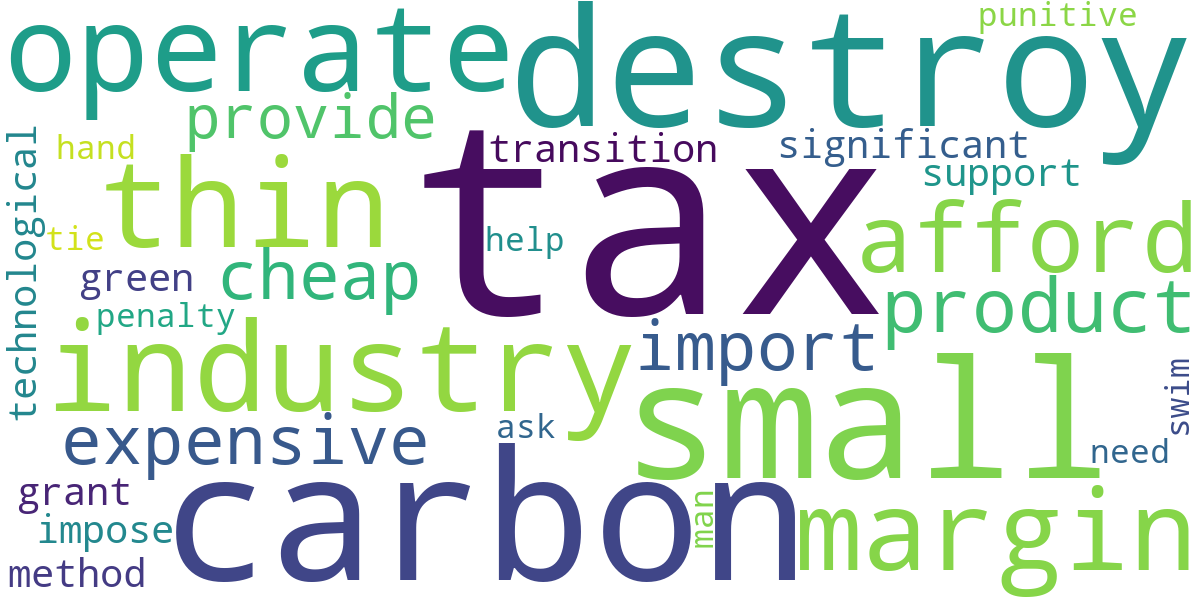 operate
destroy
punitive
provide
tax
transition
significant
hand
thin
support
technological
tie
help
afford
green
cheap
product
penalty
industry
import
small
swim
expensive
ask
need
carbon
grant
man
margin
impose
method